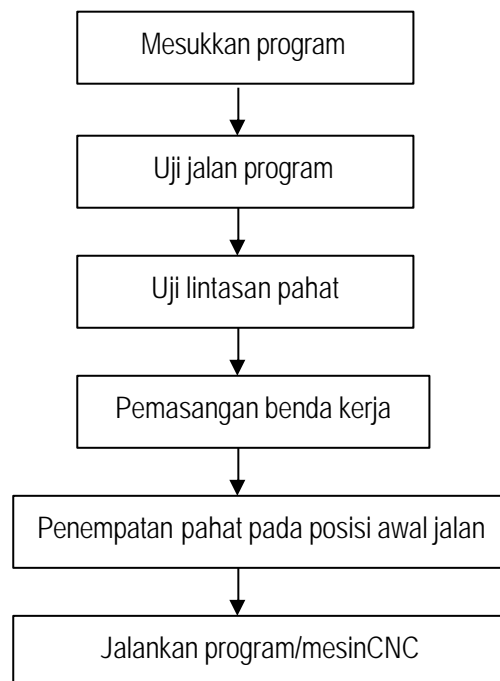 Mesukkan program
Uji jalan program
Uji lintasan pahat
Pemasangan benda kerja
Penempatan pahat pada posisi awal jalan
Jalankan program/mesinCNC